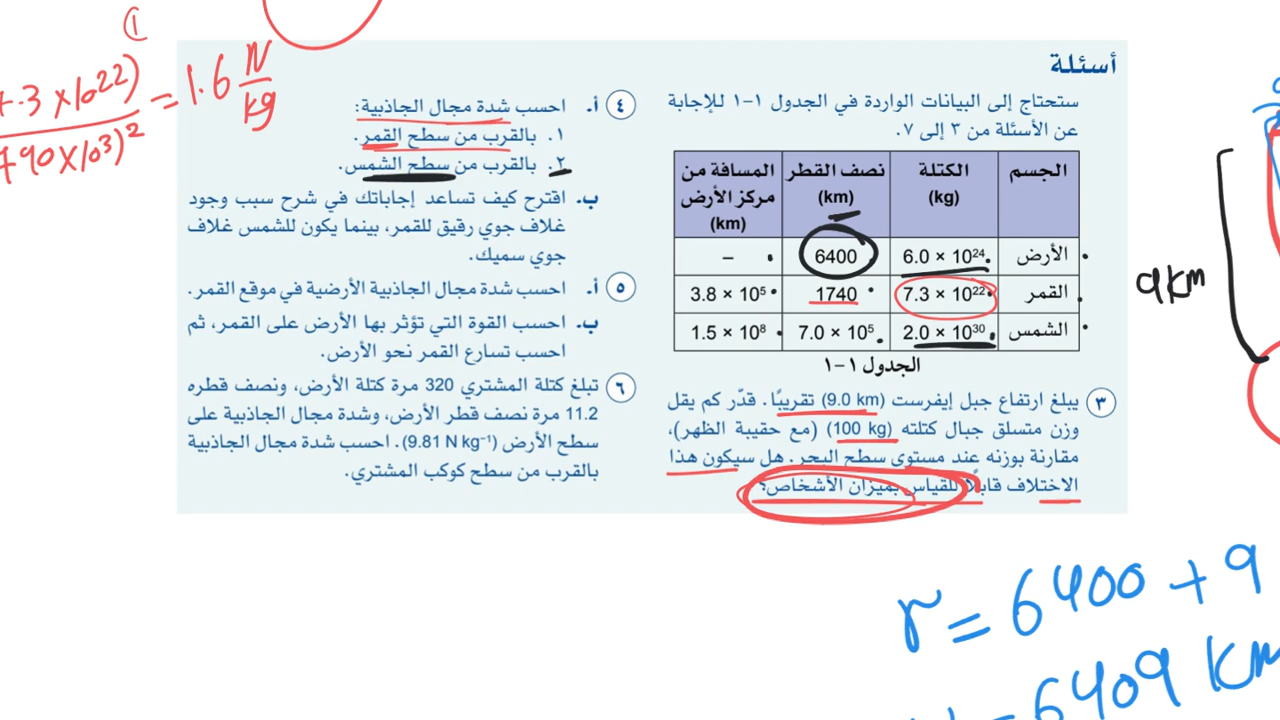 أسئلة
ستحتاج إلى البيانات الواردة في الجدول ١-١ للإجابة
عن الأسئلة من ٣ إلى ٧.
الجسم الكتلة نصف القطر المسافة من
(kg) (km) مركز الأرض
(km)
الأرض 6.0 × 10²⁴ 6400 –
القمر 7.3 × 10²² 1740 3.8 × 10⁵
الشمس 2.0 × 10³⁰ 7.0 × 10⁵ 1.5 × 10⁸
الجدول ١-١
٣ يبلغ ارتفاع جبل إيفرست (9.0 km) تقريبًا. قدّر كم يقل
وزن متسلق جبال كتلته (100 kg) (مع حقيبة الظهر)،
مقارنة بوزنه عند مستوى سطح البحر. هل سيكون هذا
الاختلاف قابلًا للقياس بميزان الأشخاص؟
٤ أ. احسب شدة مجال الجاذبية:
١. بالقرب من سطح القمر.
٢. بالقرب من سطح الشمس.
ب. اقترح كيف تساعد إجاباتك في شرح سبب وجود
غلاف جوي رقيق للقمر، بينما يكون للشمس غلاف
جوي سميك.
٥ أ. احسب شدة مجال الجاذبية الأرضية في موقع القمر.
ب. احسب القوة التي تؤثر بها الأرض على القمر، ثم
احسب تسارع القمر نحو الأرض.
٦ تبلغ كتلة المشتري 320 مرة كتلة الأرض، ونصف قطره
11.2 مرة نصف قطر الأرض، وشدة مجال الجاذبية على
سطح الأرض (9.81 N kg⁻¹). احسب شدة مجال الجاذبية
بالقرب من سطح كوكب المشتري.
①
.3 ×10²²)
90×10³)²
= 1.6 N/kg
9km
r = 6400 + 9
= 6409 km